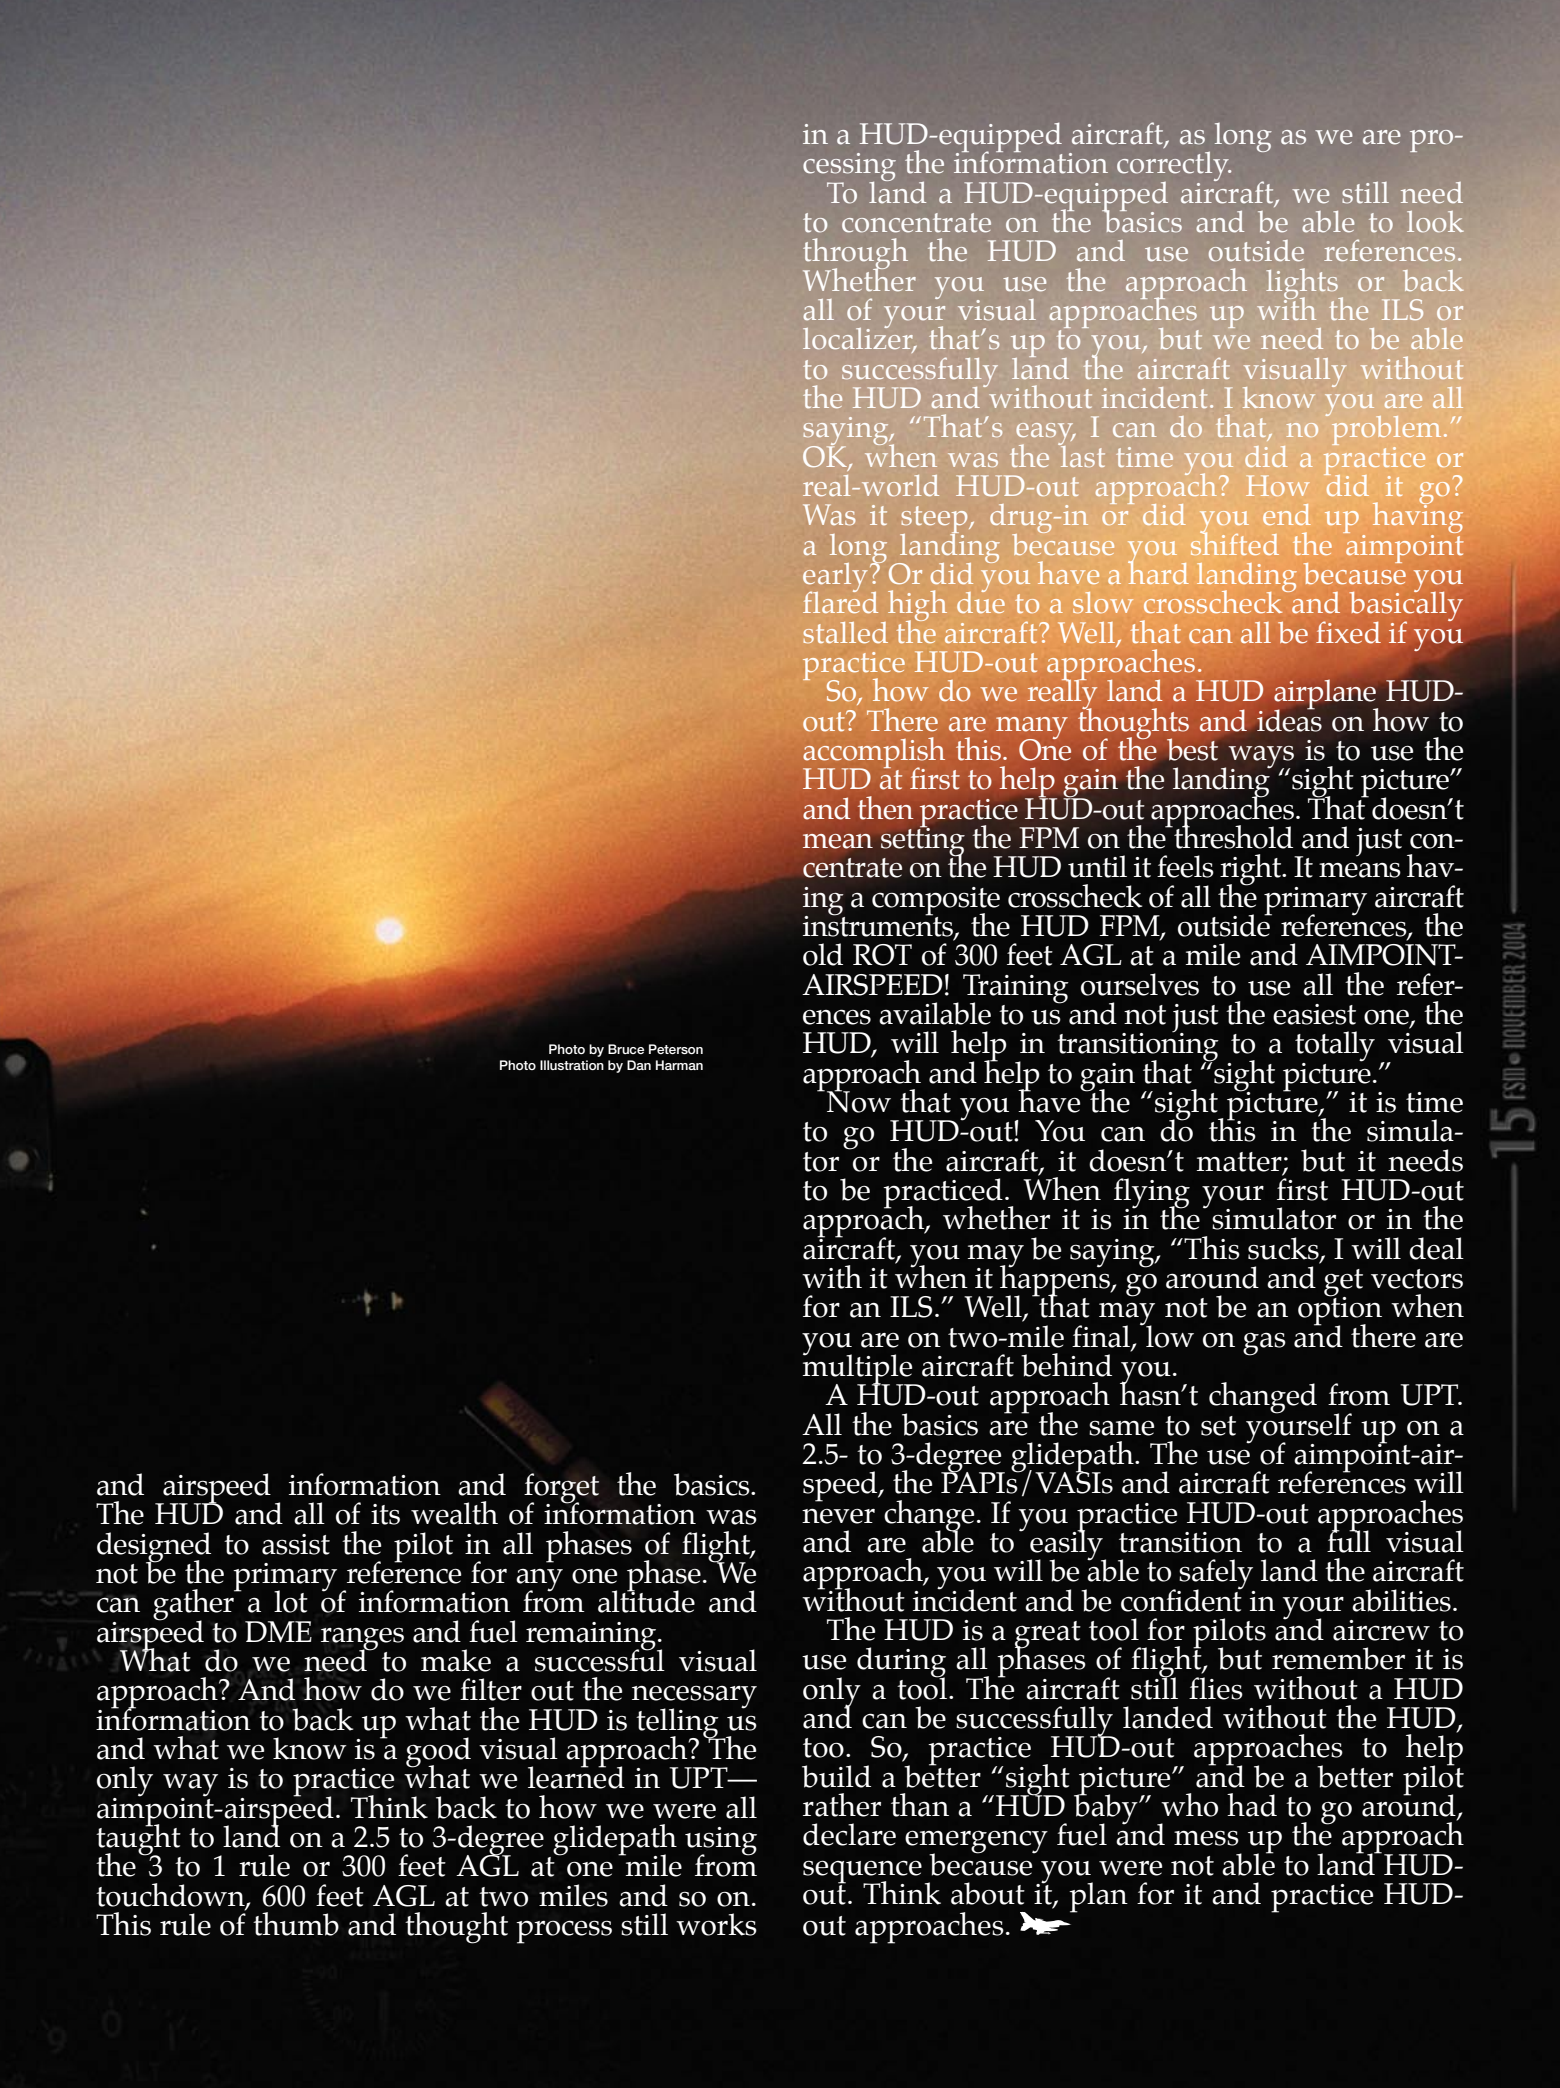 and airspeed information and forget the basics.
The HUD and all of its wealth of information was
designed to assist the pilot in all phases of flight,
not be the primary reference for any one phase. We
can gather a lot of information from altitude and
airspeed to DME ranges and fuel remaining.
What do we need to make a successful visual
approach? And how do we filter out the necessary
information to back up what the HUD is telling us
and what we know is a good visual approach? The
only way is to practice what we learned in UPT—
aimpoint-airspeed. Think back to how we were all
taught to land on a 2.5 to 3-degree glidepath using
the 3 to 1 rule or 300 feet AGL at one mile from
touchdown, 600 feet AGL at two miles and so on.
This rule of thumb and thought process still works
in a HUD-equipped aircraft, as long as we are pro-
cessing the information correctly.
To land a HUD-equipped aircraft, we still need
to concentrate on the basics and be able to look
through the HUD and use outside references.
Whether you use the approach lights or back
all of your visual approaches up with the ILS or
localizer, that's up to you, but we need to be able
to successfully land the aircraft visually without
the HUD and without incident. I know you are all
saying, “That's easy, I can do that, no problem.”
OK, when was the last time you did a practice or
real-world HUD-out approach? How did it go?
Was it steep, drug-in or did you end up having
a long landing because you shifted the aimpoint
early? Or did you have a hard landing because you
flared high due to a slow crosscheck and basically
stalled the aircraft? Well, that can all be fixed if you
practice HUD-out approaches.
So, how do we really land a HUD airplane HUD-
out? There are many thoughts and ideas on how to
accomplish this. One of the best ways is to use the
HUD at first to help gain the landing “sight picture”
and then practice HUD-out approaches. That doesn't
mean setting the FPM on the threshold and just con-
centrate on the HUD until it feels right. It means hav-
ing a composite crosscheck of all the primary aircraft
instruments, the HUD FPM, outside references, the
old ROT of 300 feet AGL at a mile and AIMPOINT-
AIRSPEED! Training ourselves to use all the refer-
ences available to us and not just the easiest one, the
HUD, will help in transitioning to a totally visual
approach and help to gain that “sight picture.”
Now that you have the “sight picture,” it is time
to go HUD-out! You can do this in the simula-
tor or the aircraft, it doesn't matter; but it needs
to be practiced. When flying your first HUD-out
approach, whether it is in the simulator or in the
aircraft, you may be saying, “This sucks, I will deal
with it when it happens, go around and get vectors
for an ILS.” Well, that may not be an option when
you are on two-mile final, low on gas and there are
multiple aircraft behind you.
A HUD-out approach hasn't changed from UPT.
All the basics are the same to set yourself up on a
2.5- to 3-degree glidepath. The use of aimpoint-air-
speed, the PAPIs/VASIs and aircraft references will
never change. If you practice HUD-out approaches
and are able to easily transition to a full visual
approach, you will be able to safely land the aircraft
without incident and be confident in your abilities.
The HUD is a great tool for pilots and aircrew to
use during all phases of flight, but remember it is
only a tool. The aircraft still flies without a HUD
and can be successfully landed without the HUD,
too. So, practice HUD-out approaches to help
build a better “sight picture” and be a better pilot
rather than a “HUD baby” who had to go around,
declare emergency fuel and mess up the approach
sequence because you were not able to land HUD-
out. Think about it, plan for it and practice HUD-
out approaches.
Photo by Bruce Peterson
Photo Illustration by Dan Harman
15 FSM • NOVEMBER 2004
9 0 1
ALT